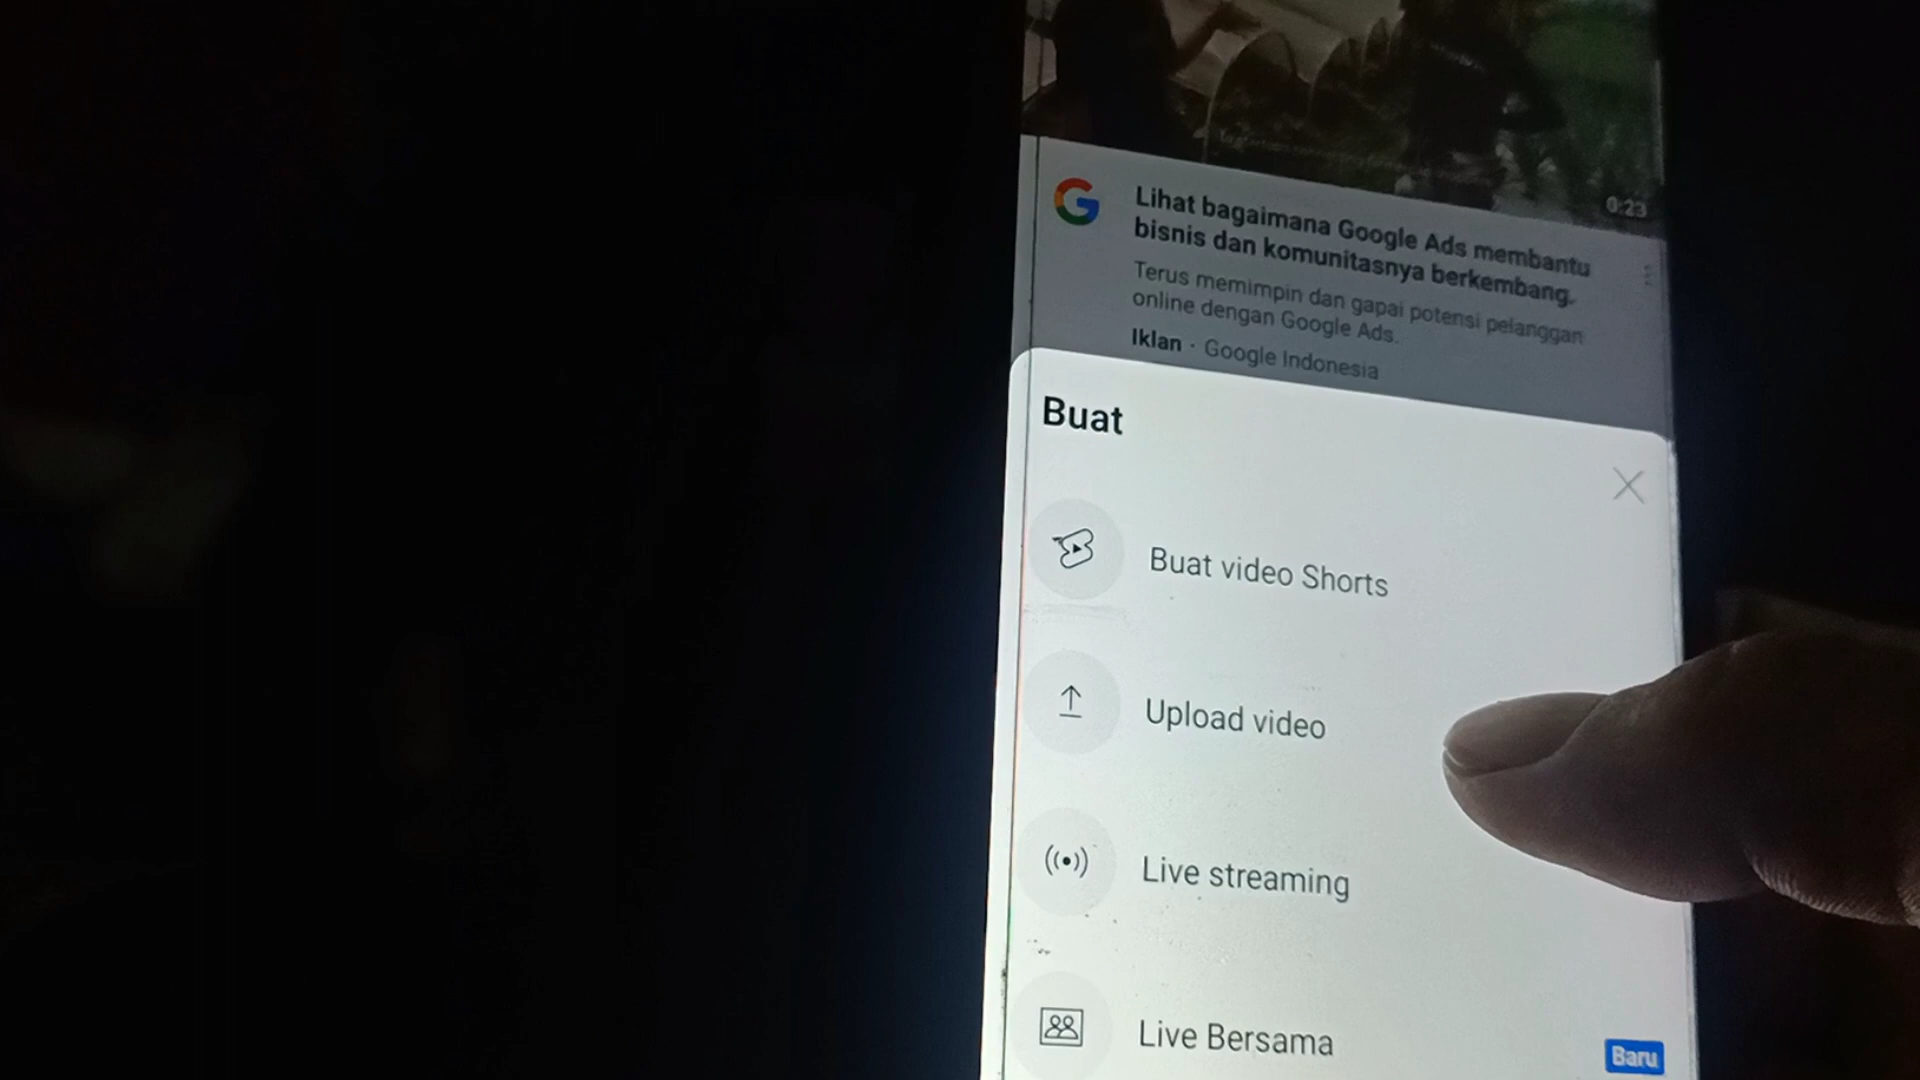 0:23
Lihat bagaimana Google Ads membantu
bisnis dan komunitasnya berkembang.
Terus memimpin dan gapai potensi pelanggan
online dengan Google Ads.
Iklan · Google Indonesia
Buat
Buat video Shorts
Upload video
Live streaming
Live Bersama
Baru